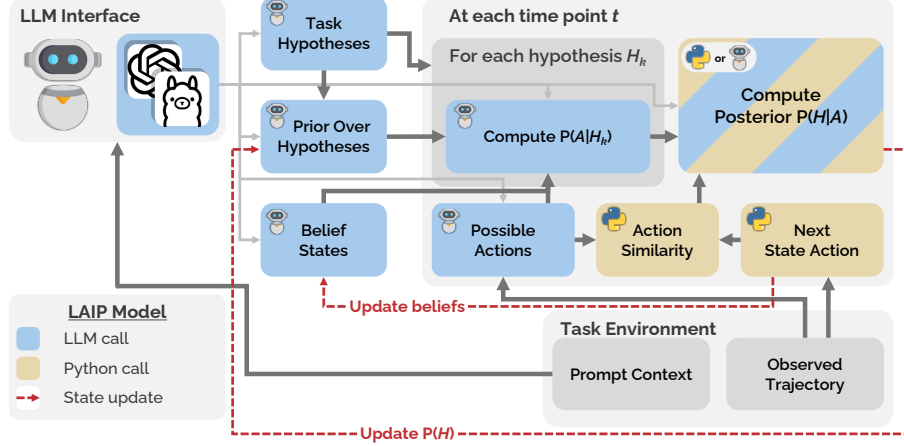 LLM Interface
Task
Hypotheses
At each time point t
For each hypothesis Hk
or
Compute
Posterior P(H|A)
Prior Over
Hypotheses
Compute P(A|Hk)
Belief
States
Possible
Actions
Action
Similarity
Next
State Action
Update beliefs
LAIP Model
LLM call
Python call
State update
Task Environment
Prompt Context
Observed
Trajectory
Update P(H)